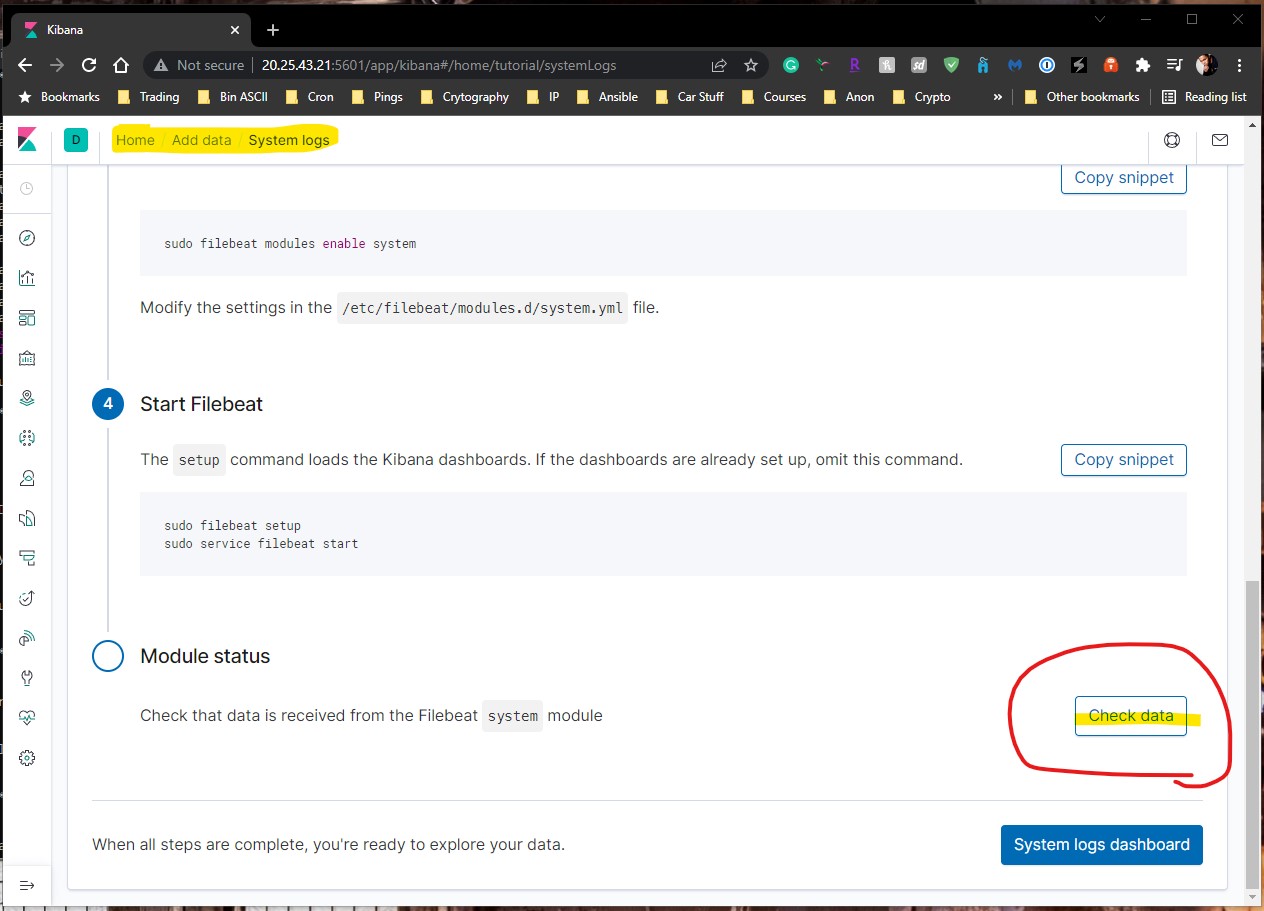 Kibana
Not secure 20.25.43.21:5601/app/kibana#/home/tutorial/systemLogs
Bookmarks Trading Bin ASCII Cron Pings Crytography IP Ansible Car Stuff Courses Anon Crypto » Other bookmarks Reading list
D Home / Add data / System logs
Copy snippet
sudo filebeat modules enable system
Modify the settings in the /etc/filebeat/modules.d/system.yml file.
4 Start Filebeat
The setup command loads the Kibana dashboards. If the dashboards are already set up, omit this command. Copy snippet
sudo filebeat setup
sudo service filebeat start
Module status
Check that data is received from the Filebeat system module Check data
When all steps are complete, you're ready to explore your data. System logs dashboard